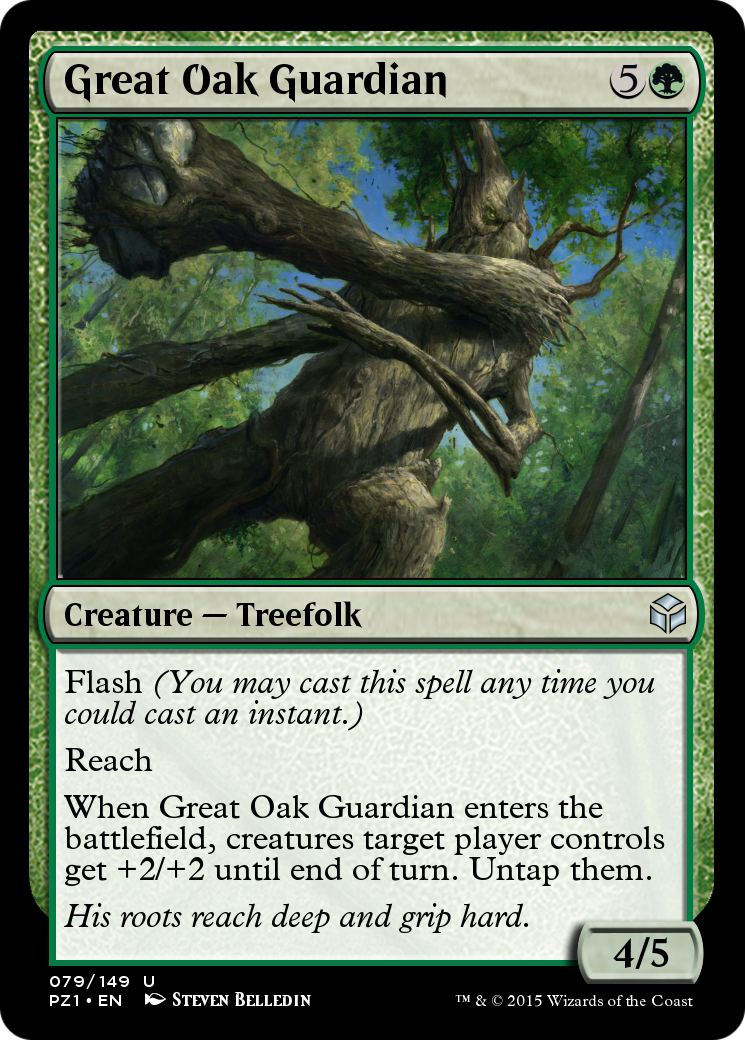 Great Oak Guardian 5
Creature — Treefolk
Flash (You may cast this spell any time you
could cast an instant.)
Reach
When Great Oak Guardian enters the
battlefield, creatures target player controls
get +2/+2 until end of turn. Untap them.
His roots reach deep and grip hard.
4/5
079/149 U
PZ1 • EN Steven Belledin ™ & © 2015 Wizards of the Coast